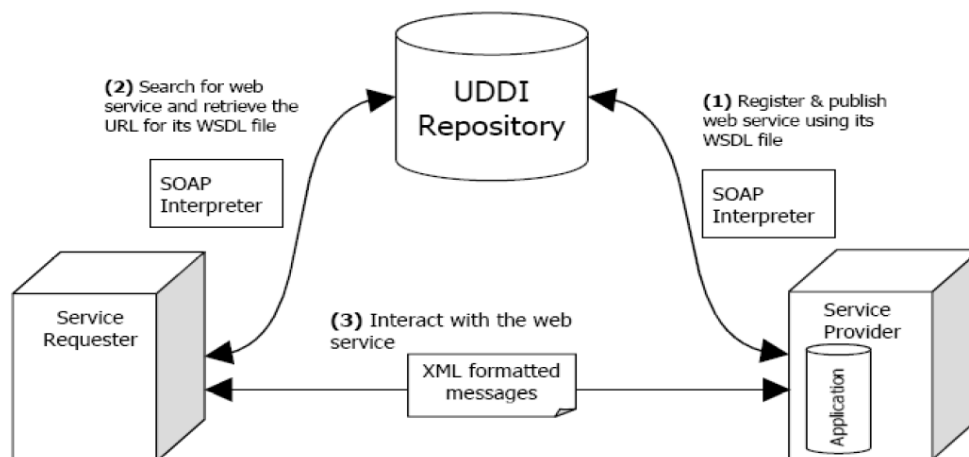 UDDI
Repository
(2) Search for web
service and retrieve the
URL for its WSDL file
(1) Register & publish
web service using its
WSDL file
SOAP
Interpreter
SOAP
Interpreter
Service
Requester
(3) Interact with the web
service
XML formatted
messages
Service
Provider
Application